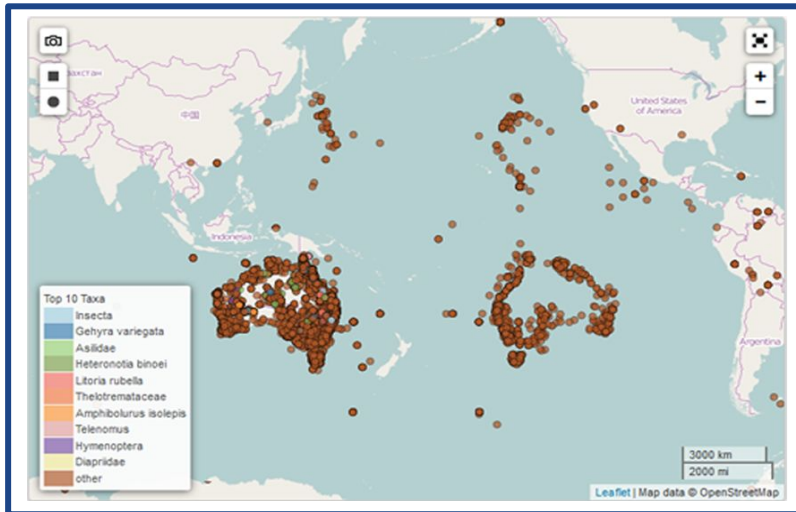 азахстан
中国
United States
of America
Indonesia
Argentina
Top 10 Taxa
Insecta
Gehyra variegata
Asilidae
Heteronotia binoei
Litoria rubella
Thelotremataceae
Amphibolurus isolepis
Telenomus
Hymenoptera
Diapriidae
other
+
−
3000 km
2000 mi
Leaflet | Map data © OpenStreetMap